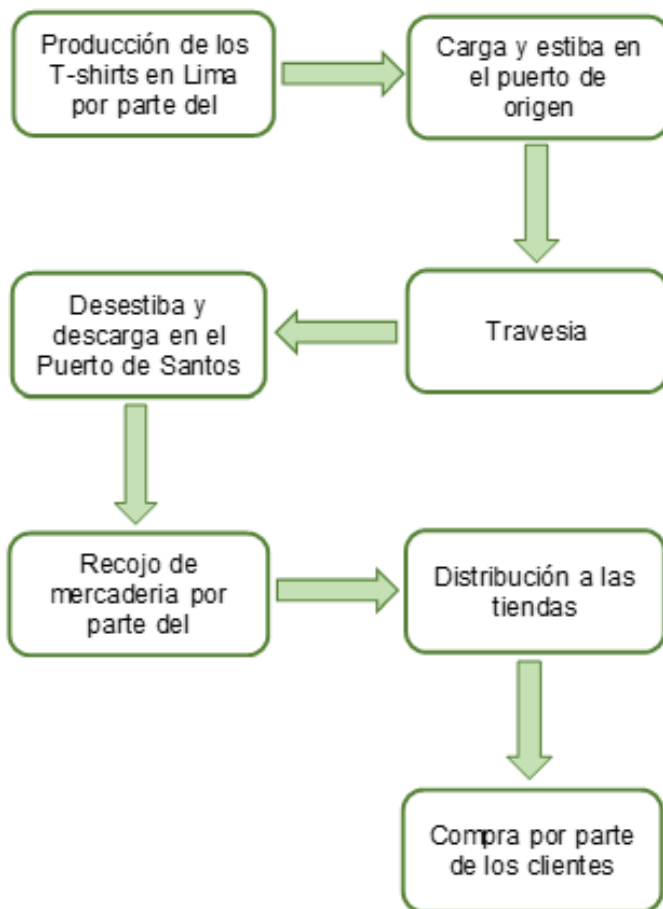 Producción de los
T-shirts en Lima
por parte del
Carga y estiba en
el puerto de
origen
Travesia
Desestiba y
descarga en el
Puerto de Santos
Recojo de
mercaderia por
parte del
Distribución a las
tiendas
Compra por parte
de los clientes